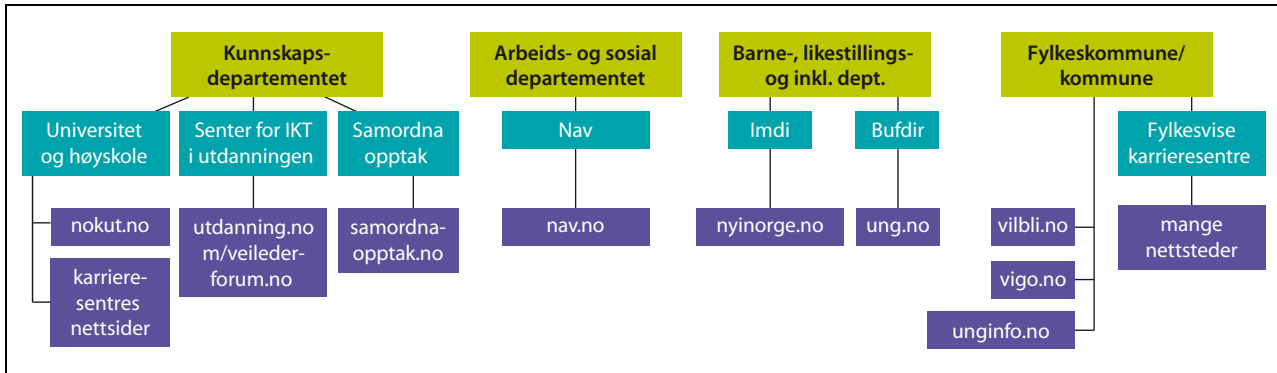 Kunnskaps-
departementet
Arbeids- og sosial
departementet
Barne-, likestillings-
og inkl. dept.
Fylkeskommune/
kommune
Universitet
og høyskole
Senter for IKT
i utdanningen
Samordna
opptak
Nav
Imdi
Bufdir
Fylkesvise
karrieresentre
nokut.no
karriere-
sentres
nettsider
utdanning.no
m/veileder-
forum.no
samordna-
opptak.no
nav.no
nyinorge.no
ung.no
vilbli.no
vigo.no
unginfo.no
mange
nettsteder